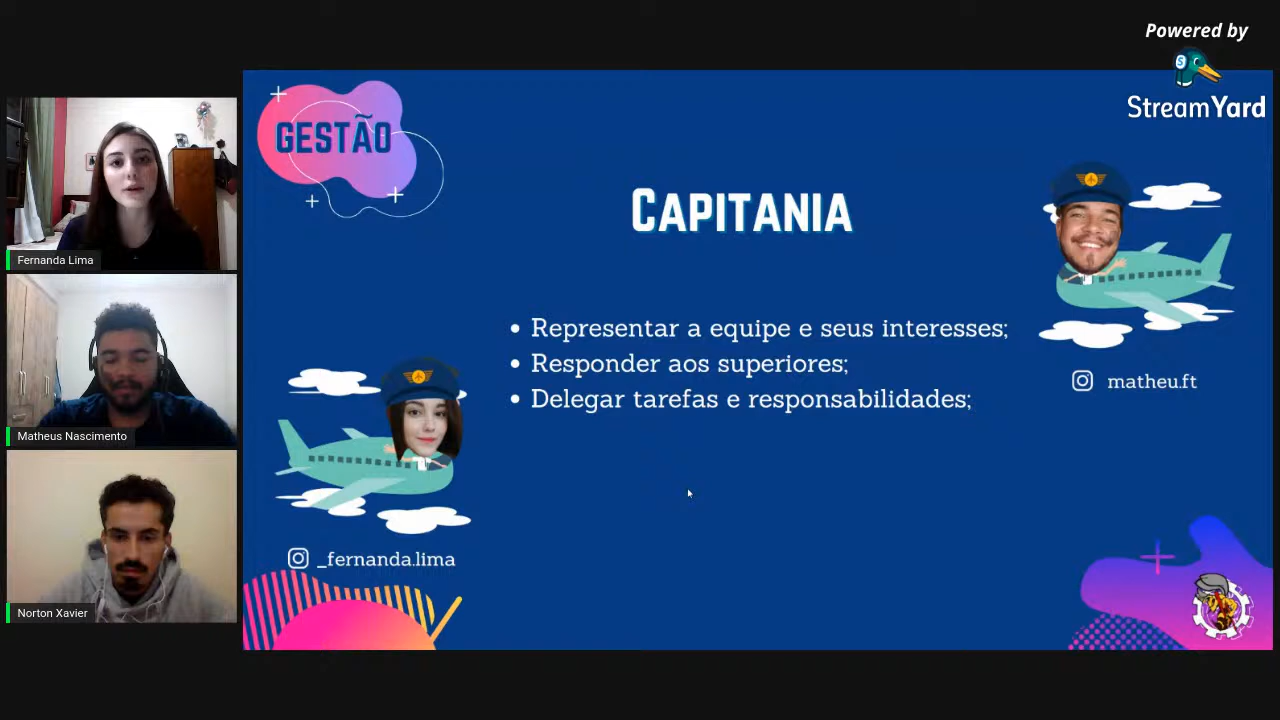 Powered by
StreamYard
GESTÃO
CAPITANIA
Representar a equipe e seus interesses;
Responder aos superiores;
Delegar tarefas e responsabilidades;
matheu.ft
_fernanda.lima
Fernanda Lima
Matheus Nascimento
Norton Xavier